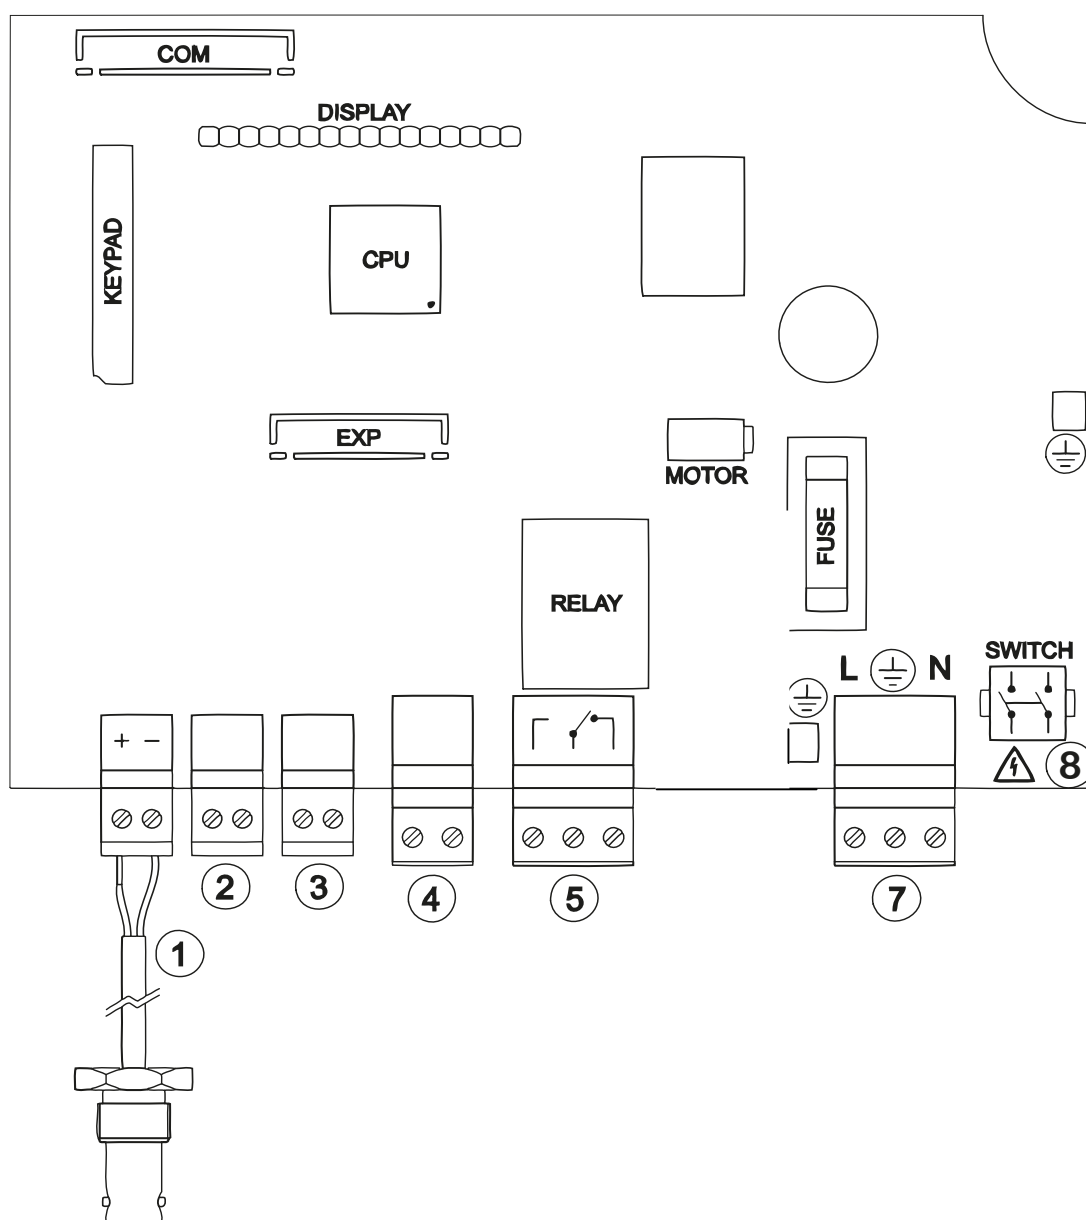 COM
DISPLAY
KEYPAD
CPU
EXP
MOTOR
FUSE
RELAY
L N
SWITCH
+ −
8
2
3
4
5
7
1